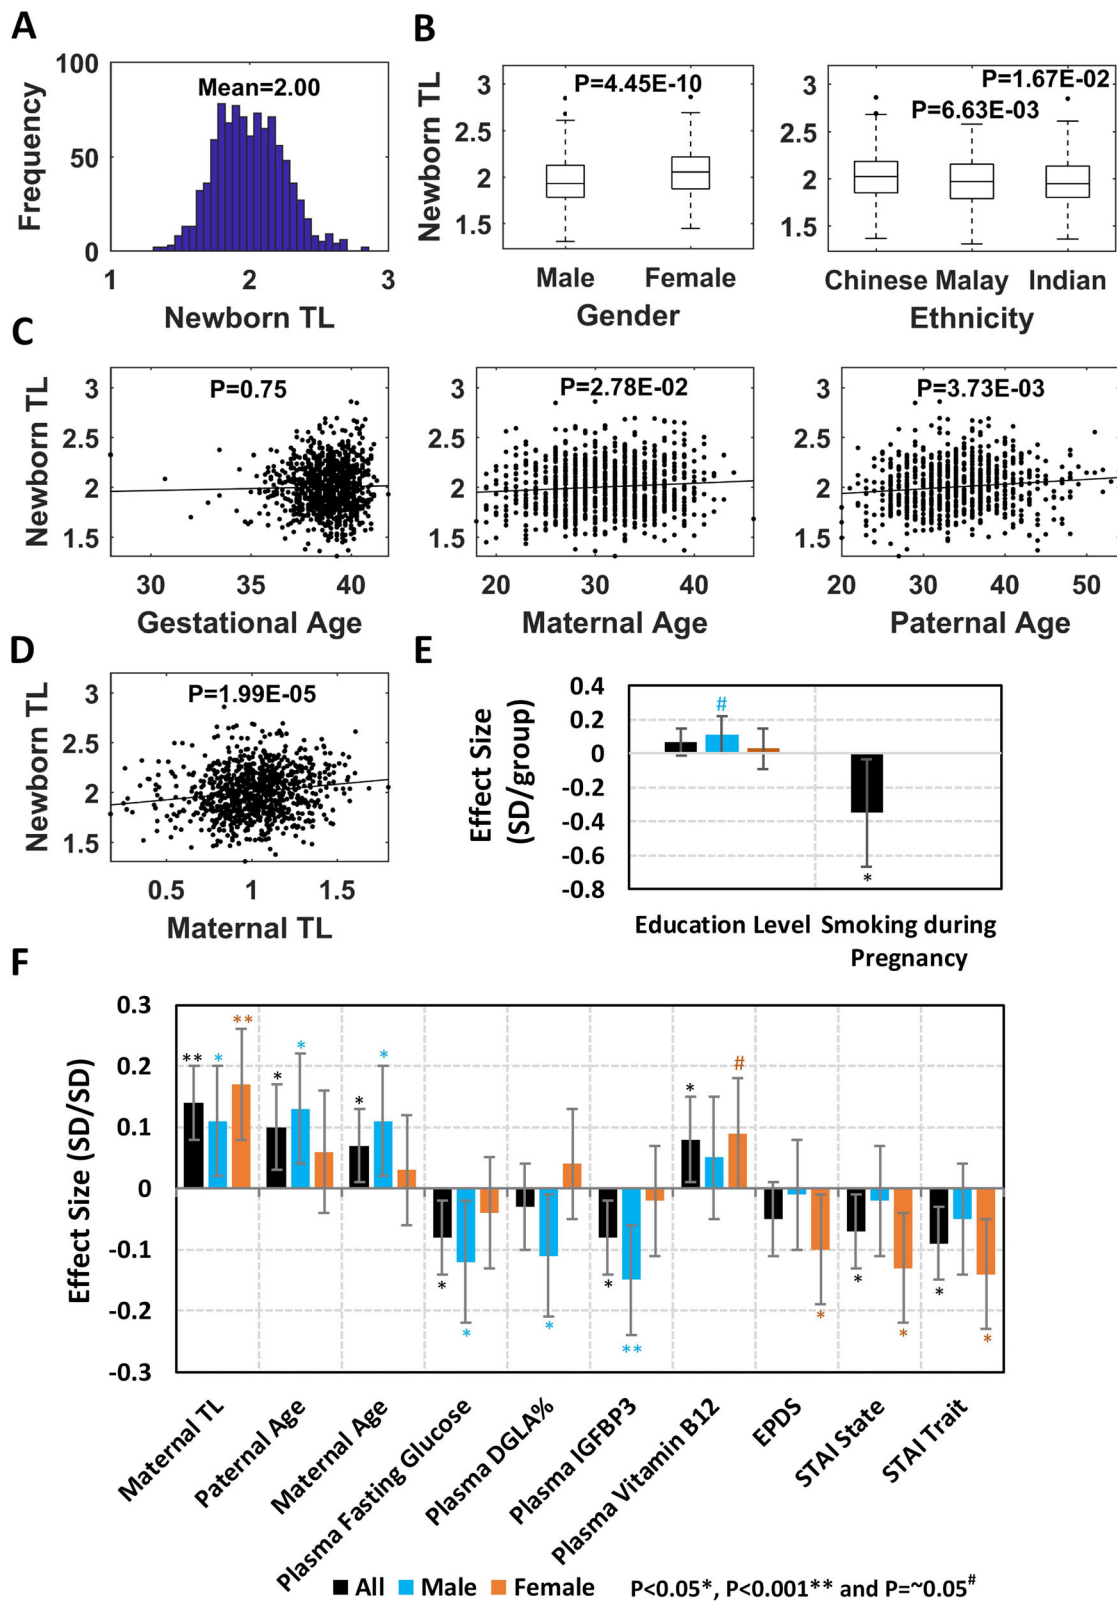 A
100
50
0
Frequency
Mean=2.00
1
2
3
Newborn TL
B
3
2.5
2
1.5
Newborn TL
P=4.45E-10
Male
Female
Gender
3
2.5
2
1.5
P=1.67E-02
P=6.63E-03
Chinese Malay Indian
Ethnicity
C
3
2.5
2
1.5
Newborn TL
P=0.75
30
35
40
Gestational Age
3
2.5
2
1.5
P=2.78E-02
20
30
40
Maternal Age
3
2.5
2
1.5
P=3.73E-03
20
30
40
50
Paternal Age
D
3
2.5
2
1.5
Newborn TL
P=1.99E-05
0.5
1
1.5
Maternal TL
E
0.4
0.2
0
-0.2
-0.4
-0.6
-0.8
Effect Size
(SD/group)
#
*
Education Level
Smoking during
Pregnancy
F
0.3
0.2
0.1
0
-0.1
-0.2
-0.3
Effect Size (SD/SD)
** * **
* *
* *
* *
*
* **
* #
*
* *
* *
Maternal TL
Paternal Age
Maternal Age
Plasma Fasting Glucose
Plasma DGLA%
Plasma IGFBP3
Plasma Vitamin B12
EPDS
STAI State
STAI Trait
All Male Female P<0.05*, P<0.001** and P=~0.05#